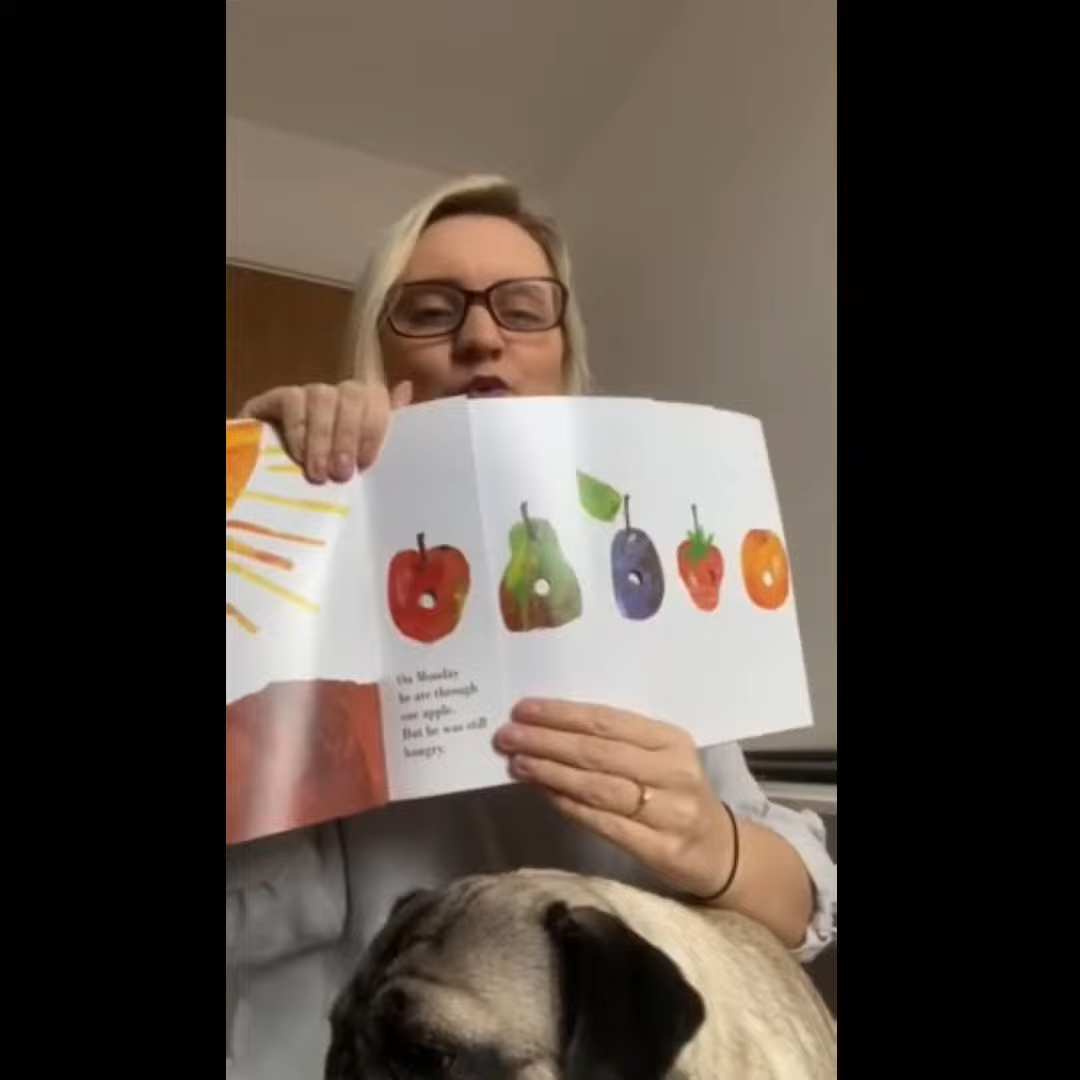 On Monday
he ate through
one apple.
But he was still
hungry.